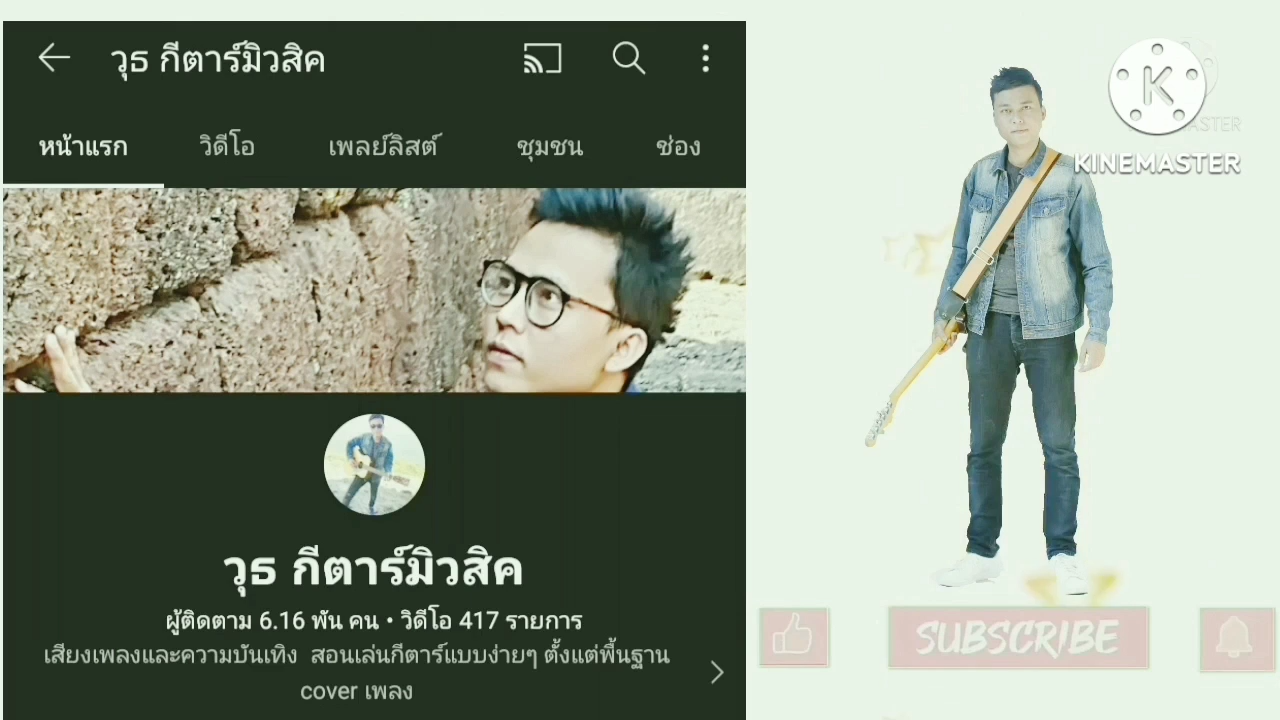 วุธ กีตาร์มิวสิค
หน้าแรก วิดีโอ เพลย์ลิสต์ ชุมชน ช่อง
วุธ กีตาร์มิวสิค
ผู้ติดตาม 6.16 พัน คน • วิดีโอ 417 รายการ
เสียงเพลงและความบันเทิง สอนเล่นกีตาร์แบบง่ายๆ ตั้งแต่พื้นฐาน
cover เพลง
K
KINEMASTER
SUBSCRIBE